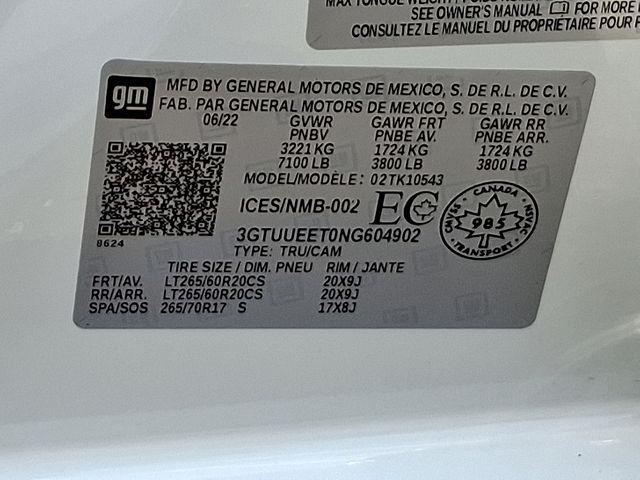 SEE OWNER'S MANUAL FOR MORE
CONSULTEZ LE MANUEL DU PROPRIÉTAIRE POUR
gm
MFD BY GENERAL MOTORS DE MEXICO, S. DE R.L. DE C.V.
FAB. PAR GENERAL MOTORS DE MEXICO, S. DE R.L. DE C.V.
06/22 GVWR GAWR FRT GAWR RR
PNBV PNBE AV. PNBE ARR.
3221 KG 1724 KG 1724 KG
7100 LB 3800 LB 3800 LB
MODEL/MODÈLE: 02TK10543
ICES/NMB-002 EC
CANADA
985
TRANSPORT
8624
3GTUUEET0NG604902
TYPE: TRU/CAM
TIRE SIZE / DIM. PNEU RIM / JANTE
FRT/AV. LT265/60R20CS 20X9J
RR/ARR. LT265/60R20CS 20X9J
SPA/SOS 265/70R17 S 17X8J